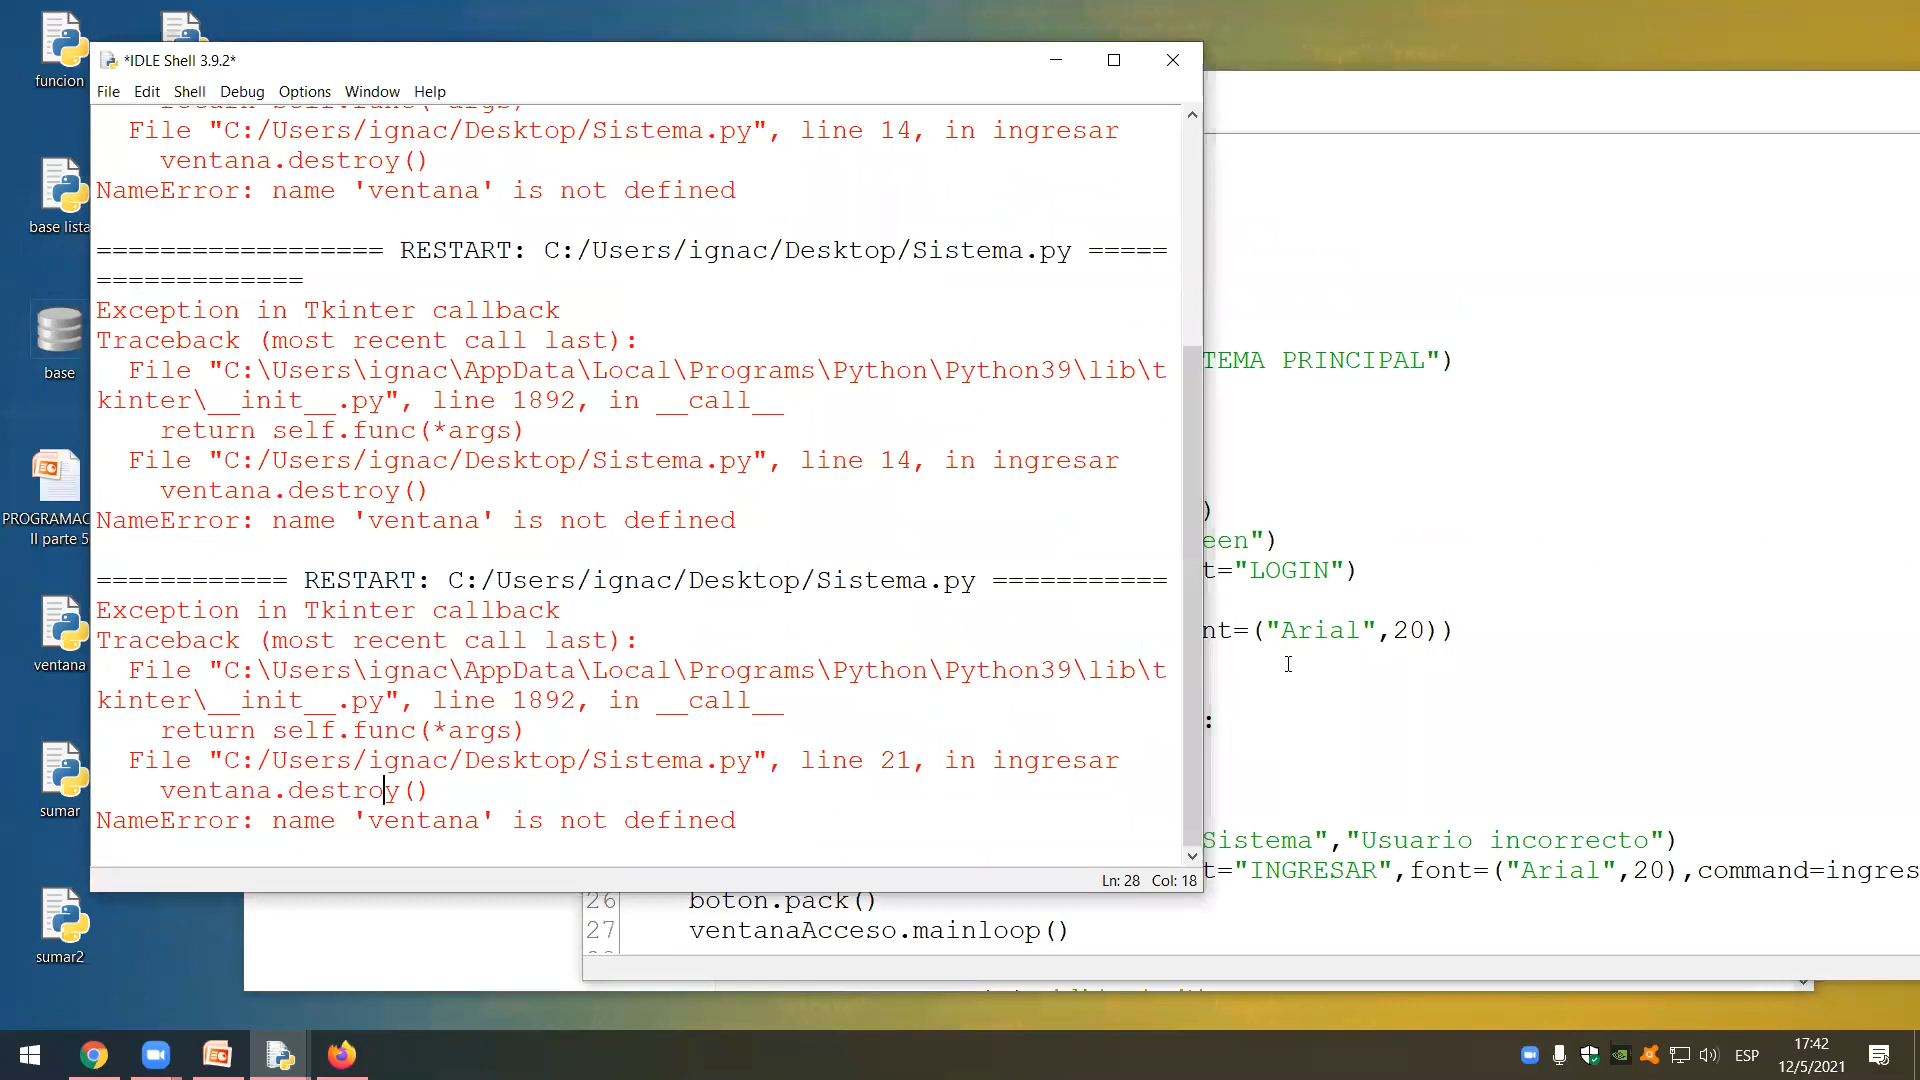 funcion
base lista
base
PROGRAMAC
II parte 5
ventana
sumar
sumar2
*IDLE Shell 3.9.2*
File Edit Shell Debug Options Window Help
File "C:/Users/ignac/Desktop/Sistema.py", line 14, in ingresar
ventana.destroy()
NameError: name 'ventana' is not defined
================== RESTART: C:/Users/ignac/Desktop/Sistema.py =====
=============
Exception in Tkinter callback
Traceback (most recent call last):
File "C:\Users\ignac\AppData\Local\Programs\Python\Python39\lib\t
kinter\__init__.py", line 1892, in __call__
return self.func(*args)
File "C:/Users/ignac/Desktop/Sistema.py", line 14, in ingresar
ventana.destroy()
NameError: name 'ventana' is not defined
============ RESTART: C:/Users/ignac/Desktop/Sistema.py ===========
Exception in Tkinter callback
Traceback (most recent call last):
File "C:\Users\ignac\AppData\Local\Programs\Python\Python39\lib\t
kinter\__init__.py", line 1892, in __call__
return self.func(*args)
File "C:/Users/ignac/Desktop/Sistema.py", line 21, in ingresar
ventana.destroy()
NameError: name 'ventana' is not defined
Ln: 28 Col: 18
TEMA PRINCIPAL")
)
een")
t="LOGIN")
nt=("Arial",20))
:
Sistema","Usuario incorrecto")
t="INGRESAR",font=("Arial",20),command=ingres
26 boton.pack()
27 ventanaAcceso.mainloop()
ESP
17:42
12/5/2021